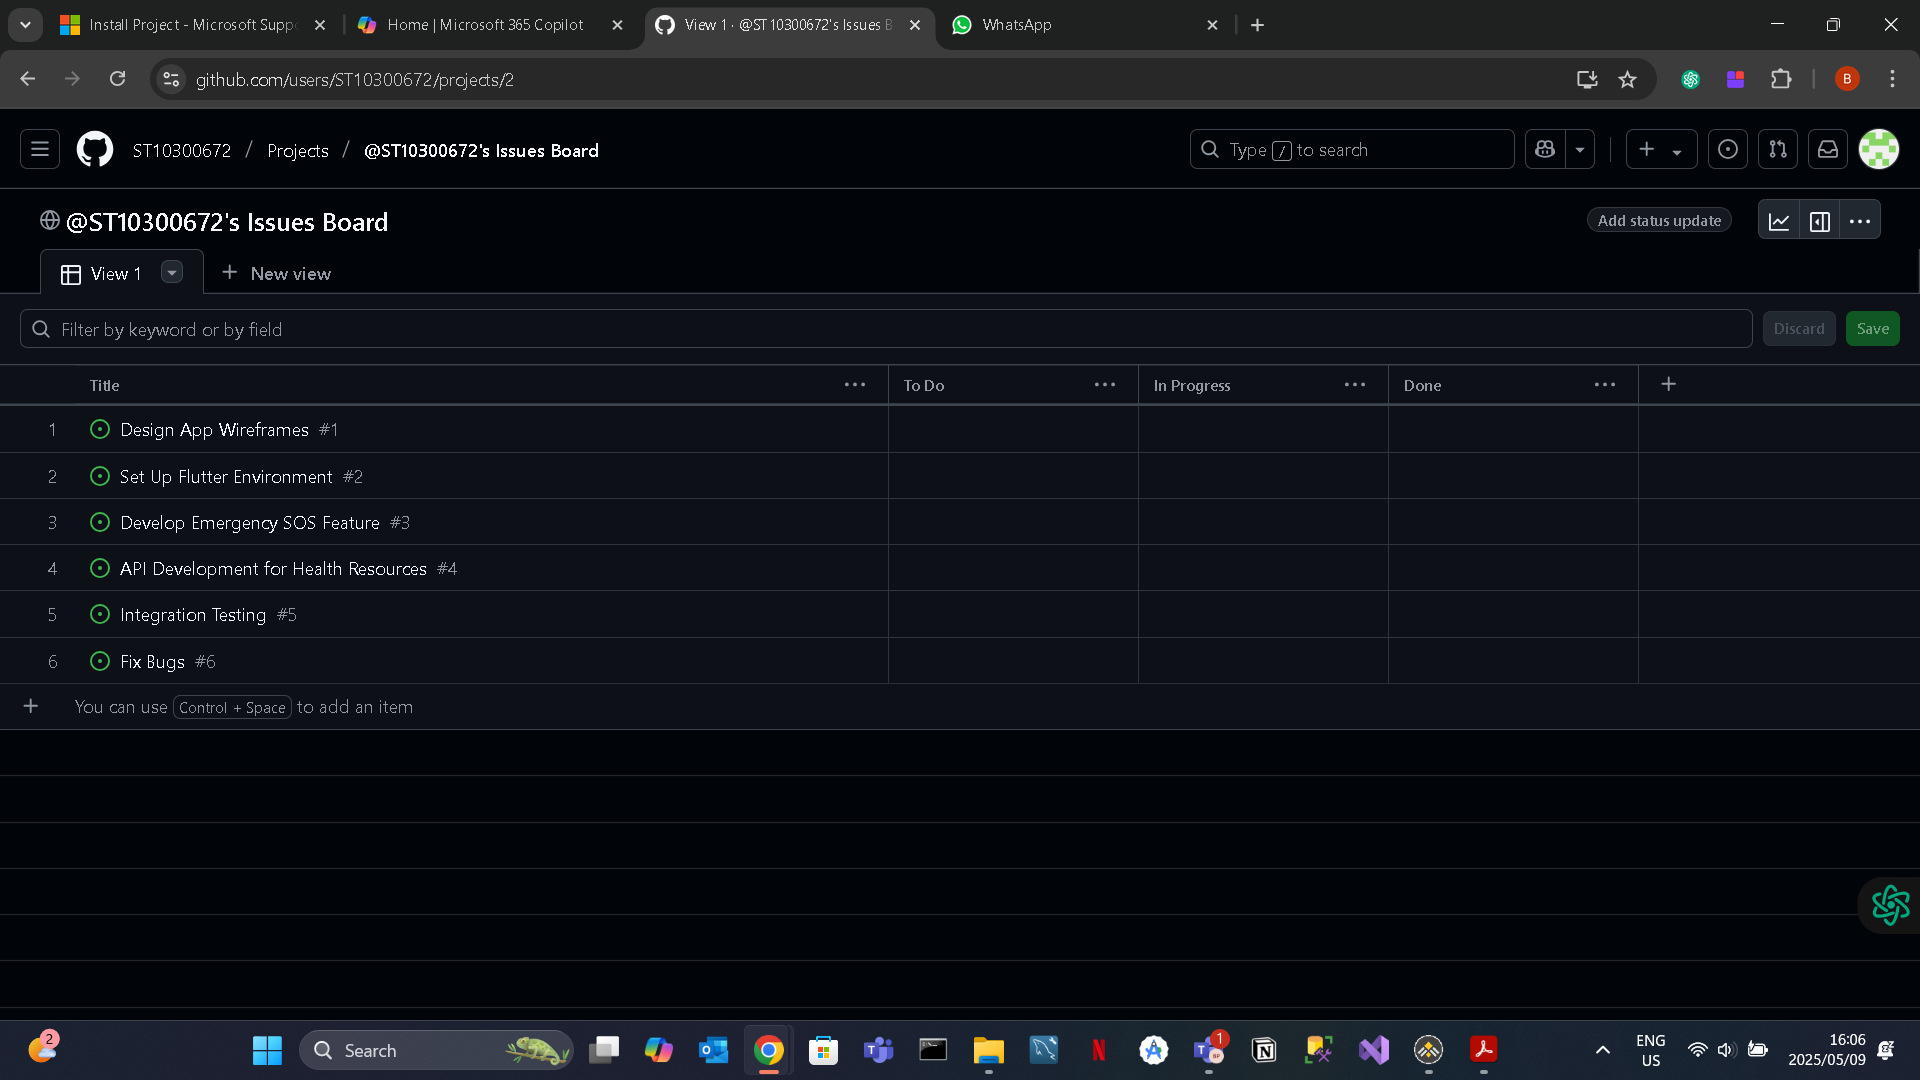 Install Project - Microsoft Supp
Home | Microsoft 365 Copilot
View 1 · @ST10300672's Issues B
WhatsApp
github.com/users/ST10300672/projects/2
B
ST10300672 / Projects / @ST10300672's Issues Board
Type / to search
@ST10300672's Issues Board
Add status update
View 1
New view
Filter by keyword or by field
Discard
Save
Title
To Do
In Progress
Done
1 Design App Wireframes #1
2 Set Up Flutter Environment #2
3 Develop Emergency SOS Feature #3
4 API Development for Health Resources #4
5 Integration Testing #5
6 Fix Bugs #6
+ You can use Control + Space to add an item
2
Search
1
ENG
US
16:06
2025/05/09